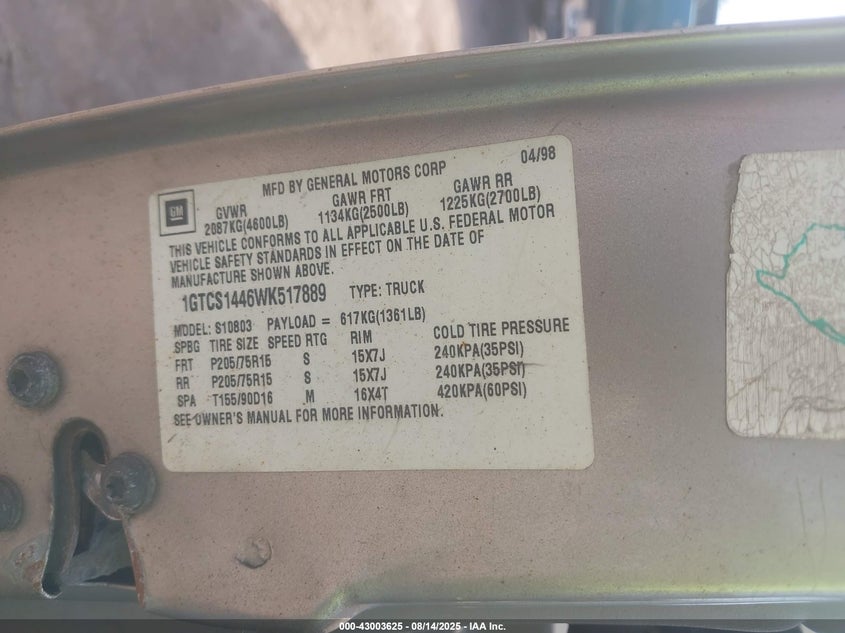 MFD BY GENERAL MOTORS CORP 04/98
GM
GVWR GAWR FRT GAWR RR
2087KG(4600LB) 1134KG(2500LB) 1225KG(2700LB)
THIS VEHICLE CONFORMS TO ALL APPLICABLE U.S. FEDERAL MOTOR
VEHICLE SAFETY STANDARDS IN EFFECT ON THE DATE OF
MANUFACTURE SHOWN ABOVE.
1GTCS1446WK517889 TYPE: TRUCK
MODEL: S10803 PAYLOAD = 617KG(1361LB)
SPBG TIRE SIZE SPEED RTG RIM COLD TIRE PRESSURE
FRT P205/75R15 S 15X7J 240KPA(35PSI)
RR P205/75R15 S 15X7J 240KPA(35PSI)
SPA T155/90D16 M 16X4T 420KPA(60PSI)
SEE OWNER'S MANUAL FOR MORE INFORMATION.
000-43003625 - 08/14/2025 - IAA Inc.